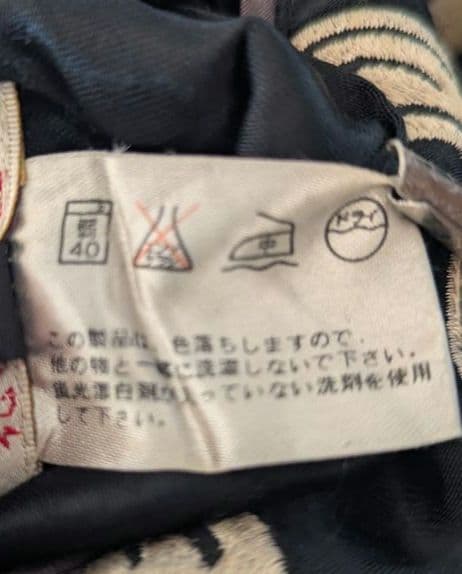 40
中
ドライ
この製品は、色落ちしますので、
他の物と一緒に洗濯しないで下さい。
蛍光漂白剤が入っていない洗剤を使用
して下さい。